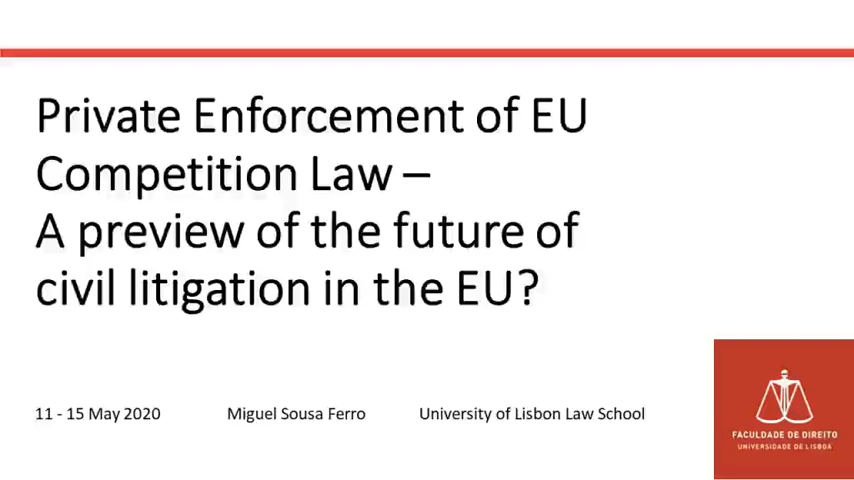 Private Enforcement of EU
Competition Law –
A preview of the future of
civil litigation in the EU?
11 - 15 May 2020 Miguel Sousa Ferro University of Lisbon Law School
FACULDADE DE DIREITO
UNIVERSIDADE DE LISBOA